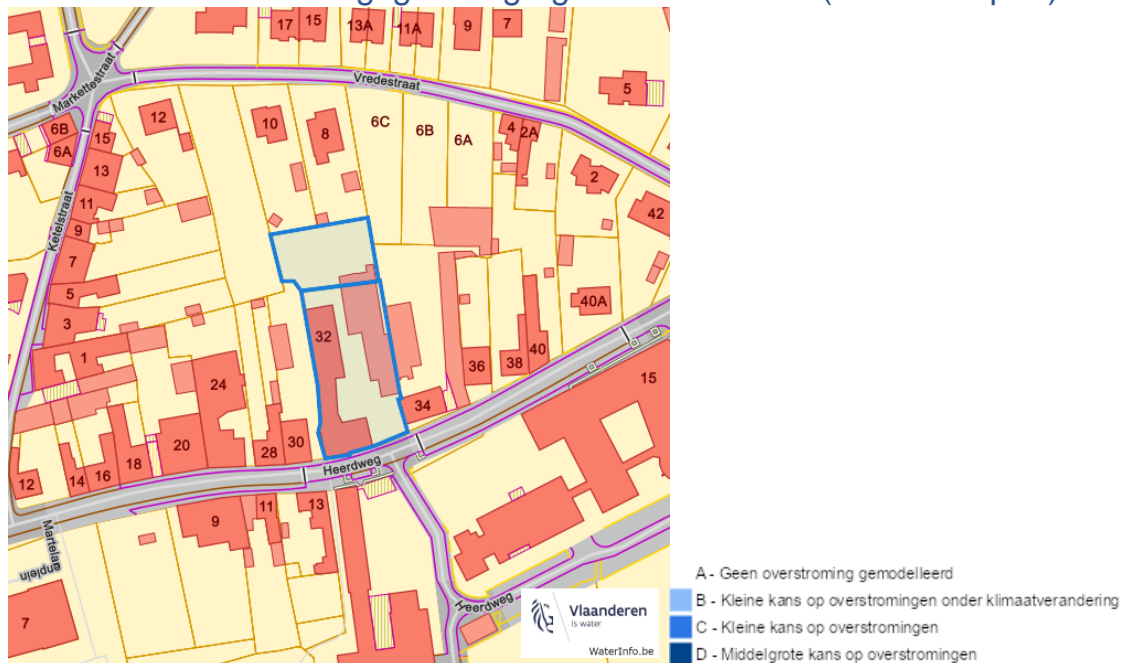 17 15 13A 11A 9 7
Vredestraat
5
Markettestraat
6B
6A
15
12
10
8
6C
6B
6A
4
2A
2
42
13
11
9
7
5
3
1
Ketelstraat
40A
32
24
36
38
40
15
34
20
28
30
18
16
14
12
Heerdweg
9
11
13
Martelaarenplein
7
Heerdweg
Vlaanderen
is water
WaterInfo.be
A - Geen overstroming gemodelleerd
B - Kleine kans op overstromingen onder klimaatverandering
C - Kleine kans op overstromingen
D - Middelgrote kans op overstromingen